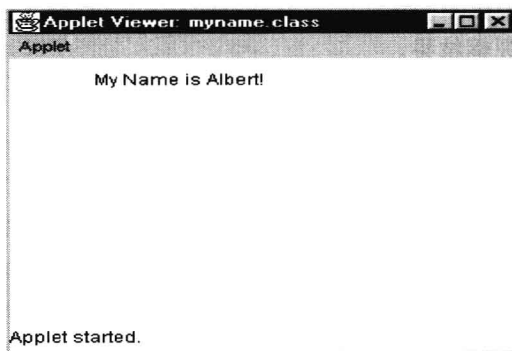 Applet Viewer: myname.class
Applet
My Name is Albert!
Applet started.